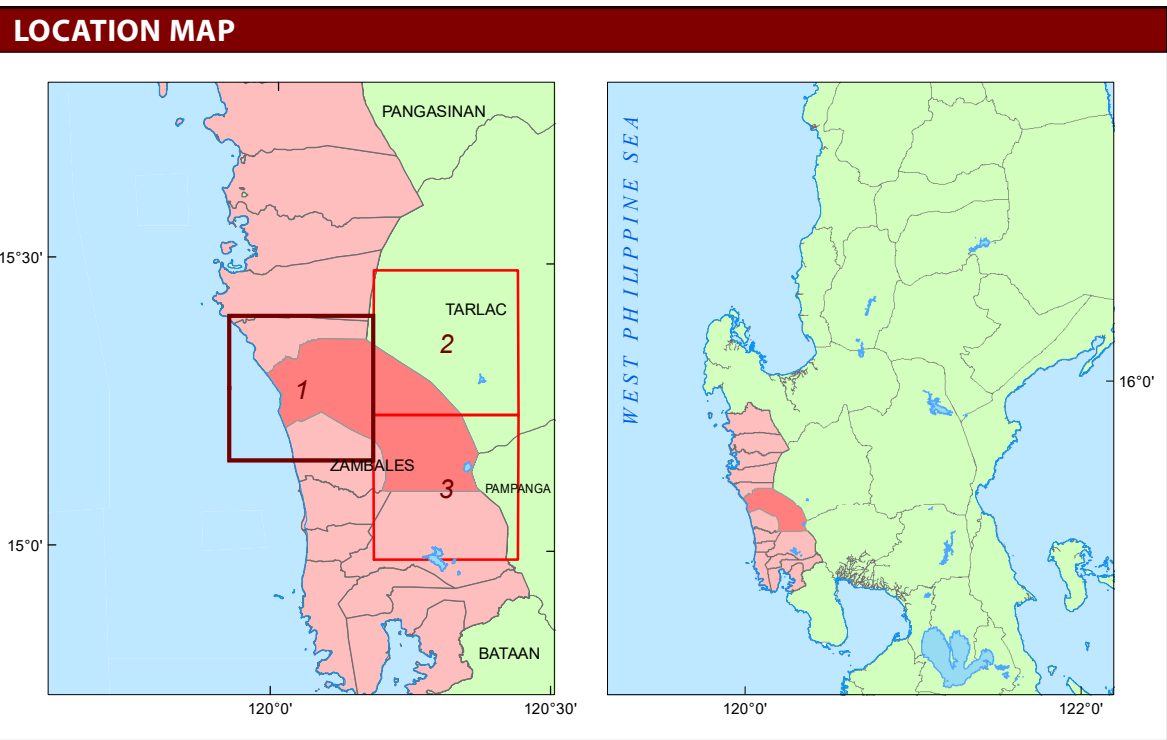 LOCATION MAP
PANGASINAN
15°30'
TARLAC
2
1
ZAMBALES
3
PAMPANGA
15°0'
BATAAN
120°0'
120°30'
WEST PHILIPPINE SEA
16°0'
120°0'
122°0'